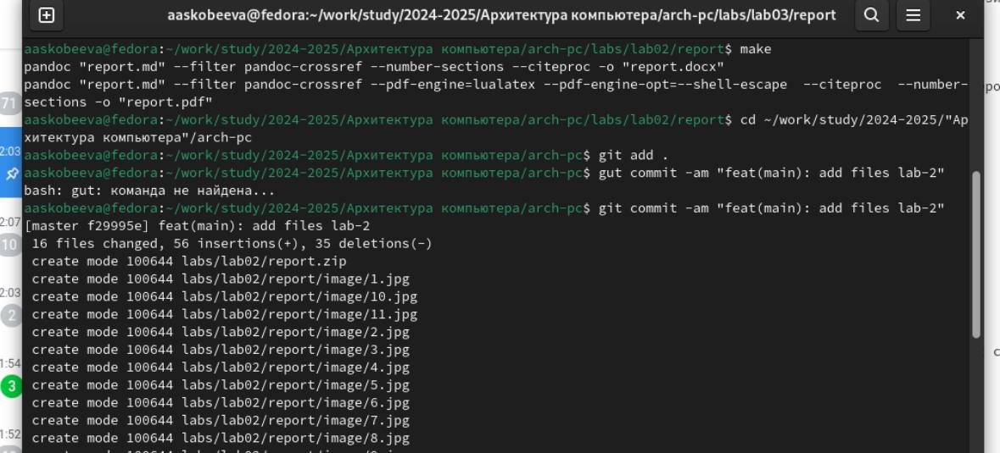 aaskobeeva@fedora:~/work/study/2024-2025/Архитектура компьютера/arch-pc/labs/lab03/report
aaskobeeva@fedora:~/work/study/2024-2025/Архитектура компьютера/arch-pc/labs/lab02/report$ make
pandoc "report.md" --filter pandoc-crossref --number-sections --citeproc -o "report.docx"
pandoc "report.md" --filter pandoc-crossref --pdf-engine=lualatex --pdf-engine-opt=--shell-escape  --citeproc  --number-
sections -o "report.pdf"
aaskobeeva@fedora:~/work/study/2024-2025/Архитектура компьютера/arch-pc/labs/lab02/report$ cd ~/work/study/2024-2025/"Ар
хитектура компьютера"/arch-pc
aaskobeeva@fedora:~/work/study/2024-2025/Архитектура компьютера/arch-pc$ git add .
aaskobeeva@fedora:~/work/study/2024-2025/Архитектура компьютера/arch-pc$ gut commit -am "feat(main): add files lab-2"
bash: gut: команда не найдена...
aaskobeeva@fedora:~/work/study/2024-2025/Архитектура компьютера/arch-pc$ git commit -am "feat(main): add files lab-2"
[master f29995e] feat(main): add files lab-2
 16 files changed, 56 insertions(+), 35 deletions(-)
 create mode 100644 labs/lab02/report.zip
 create mode 100644 labs/lab02/report/image/1.jpg
 create mode 100644 labs/lab02/report/image/10.jpg
 create mode 100644 labs/lab02/report/image/11.jpg
 create mode 100644 labs/lab02/report/image/2.jpg
 create mode 100644 labs/lab02/report/image/3.jpg
 create mode 100644 labs/lab02/report/image/4.jpg
 create mode 100644 labs/lab02/report/image/5.jpg
 create mode 100644 labs/lab02/report/image/6.jpg
 create mode 100644 labs/lab02/report/image/7.jpg
 create mode 100644 labs/lab02/report/image/8.jpg
71
2:03
2:07
10
2:03
2
1:54
3
1:52